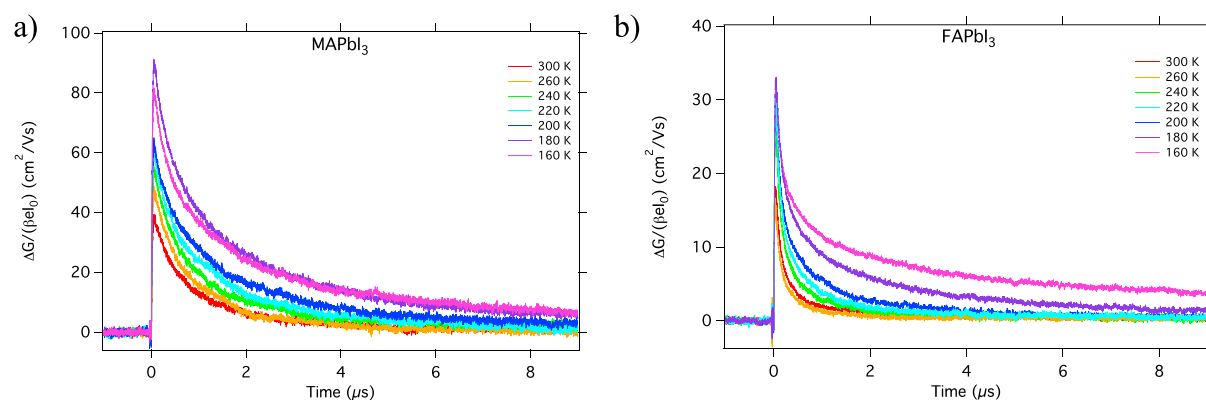 a)
MAPbI3
100
80
60
40
20
0
ΔG/(βeI0) (cm2/Vs)
300 K
260 K
240 K
220 K
200 K
180 K
160 K
0
2
4
6
8
Time (µs)
b)
FAPbI3
40
30
20
10
0
ΔG/(βeI0) (cm2/Vs)
300 K
260 K
240 K
220 K
200 K
180 K
160 K
0
2
4
6
8
Time (µs)